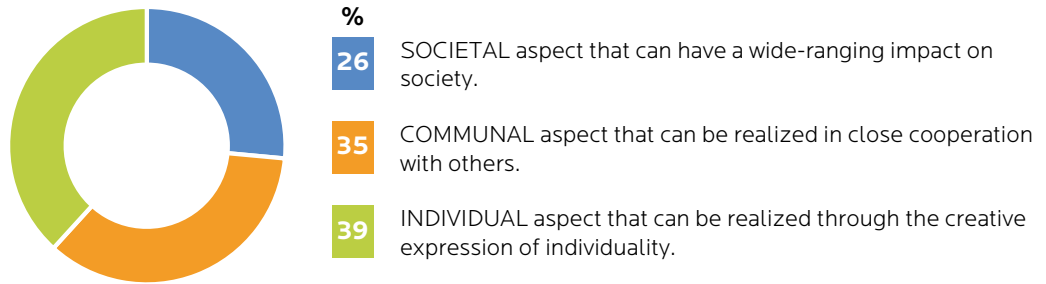 %
26
SOCIETAL aspect that can have a wide-ranging impact on
society.
35
COMMUNAL aspect that can be realized in close cooperation
with others.
39
INDIVIDUAL aspect that can be realized through the creative
expression of individuality.